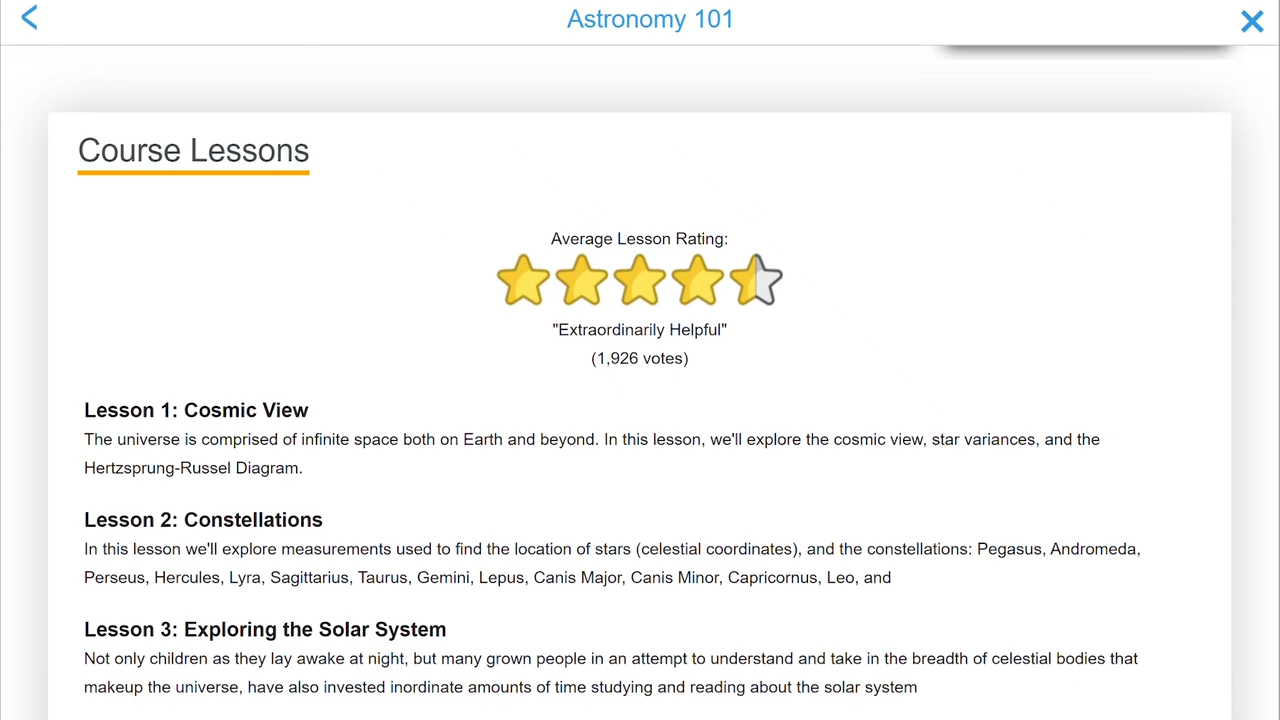 Astronomy 101
Course Lessons
Average Lesson Rating:
"Extraordinarily Helpful"
(1,926 votes)
Lesson 1: Cosmic View
The universe is comprised of infinite space both on Earth and beyond. In this lesson, we'll explore the cosmic view, star variances, and the
Hertzsprung-Russel Diagram.
Lesson 2: Constellations
In this lesson we'll explore measurements used to find the location of stars (celestial coordinates), and the constellations: Pegasus, Andromeda,
Perseus, Hercules, Lyra, Sagittarius, Taurus, Gemini, Lepus, Canis Major, Canis Minor, Capricornus, Leo, and
Lesson 3: Exploring the Solar System
Not only children as they lay awake at night, but many grown people in an attempt to understand and take in the breadth of celestial bodies that
makeup the universe, have also invested inordinate amounts of time studying and reading about the solar system